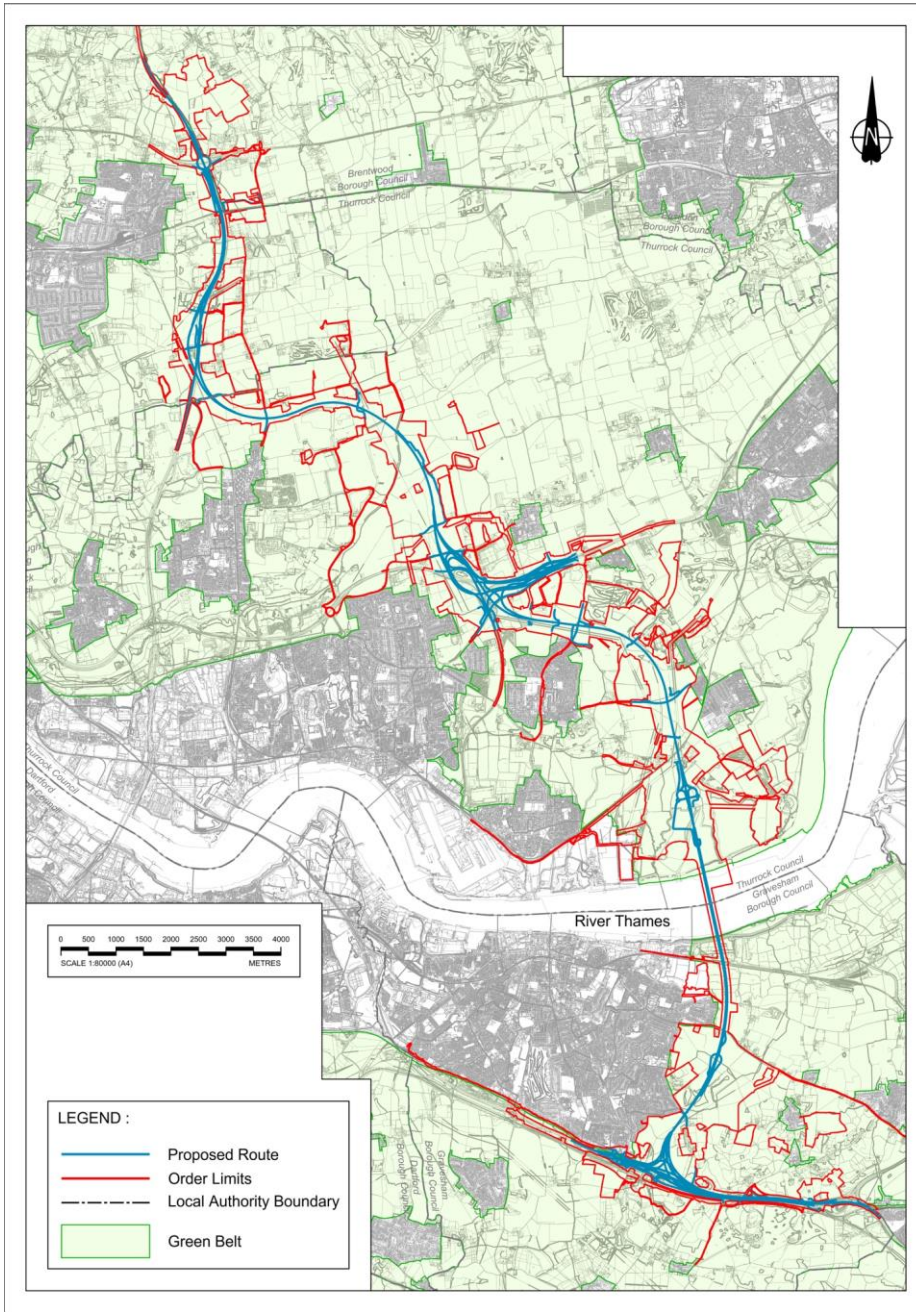 N
Brentwood
Borough Council
Thurrock Council
Borough Council
Thurrock Council
Thurrock Council
Dartford
Borough Council
Thurrock Council
Gravesham
Borough Council
River Thames
0 500 1000 1500 2000 2500 3000 3500 4000
SCALE 1:80000 (A4) METRES
Gravesham
Borough Council
Dartford
Borough Council
LEGEND :
Proposed Route
Order Limits
Local Authority Boundary
Green Belt